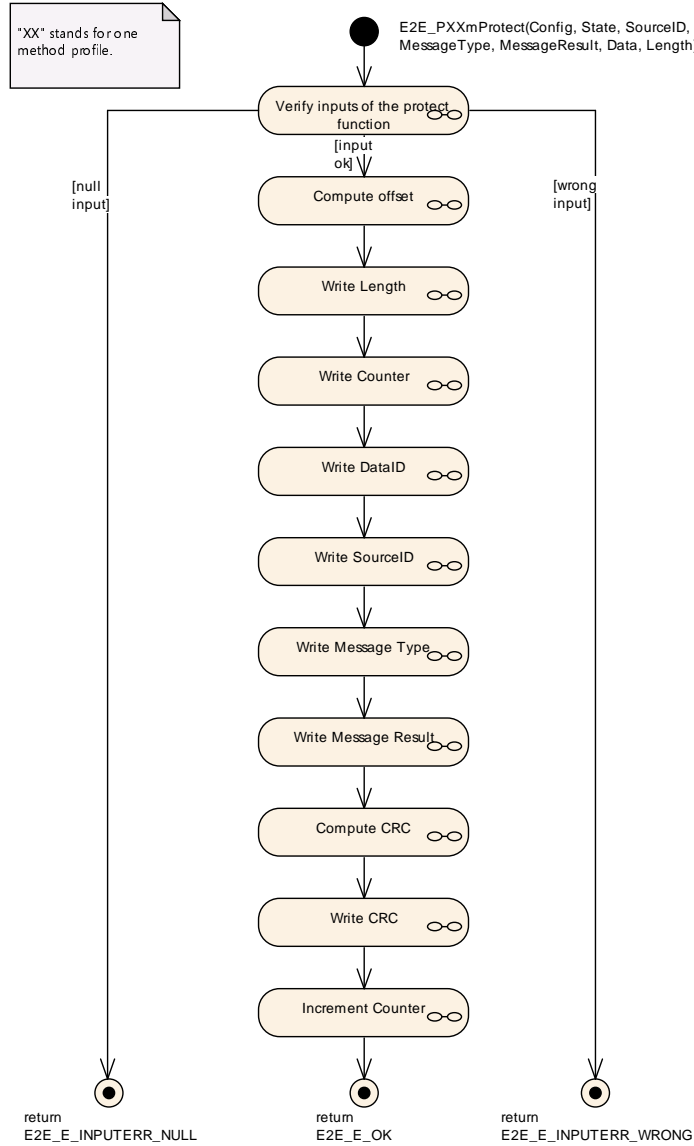 "XX" stands for one
method profile.
E2E_PXXmProtect(Config, State, SourceID,
MessageType, MessageResult, Data, Length)
Verify inputs of the protect
function
[input
ok]
[null
input]
[wrong
input]
Compute offset
Write Length
Write Counter
Write DataID
Write SourceID
Write Message Type
Write Message Result
Compute CRC
Write CRC
Increment Counter
return
E2E_E_INPUTERR_NULL
return
E2E_E_OK
return
E2E_E_INPUTERR_WRONG